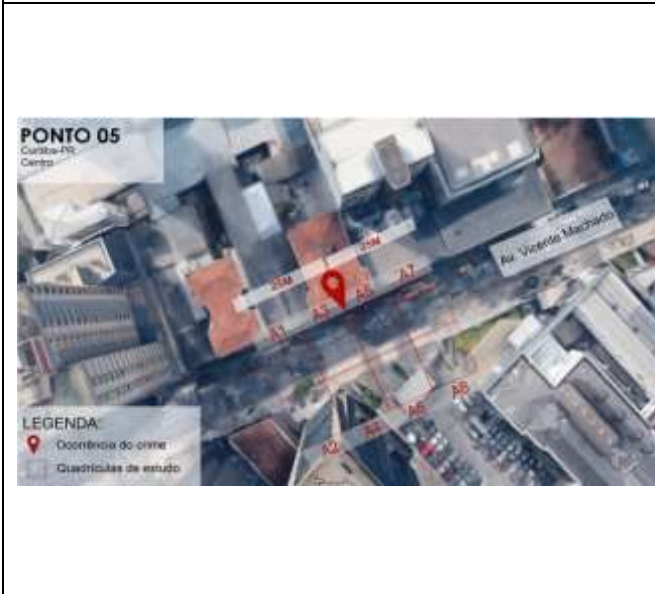 PONTO 05
Curitiba-PR
Centro
25M
25M
Av. Vicente Machado
A7
A5
A3
A1
A8
A6
A4
A2
LEGENDA:
Ocorrência do crime
Quadrículas de estudo